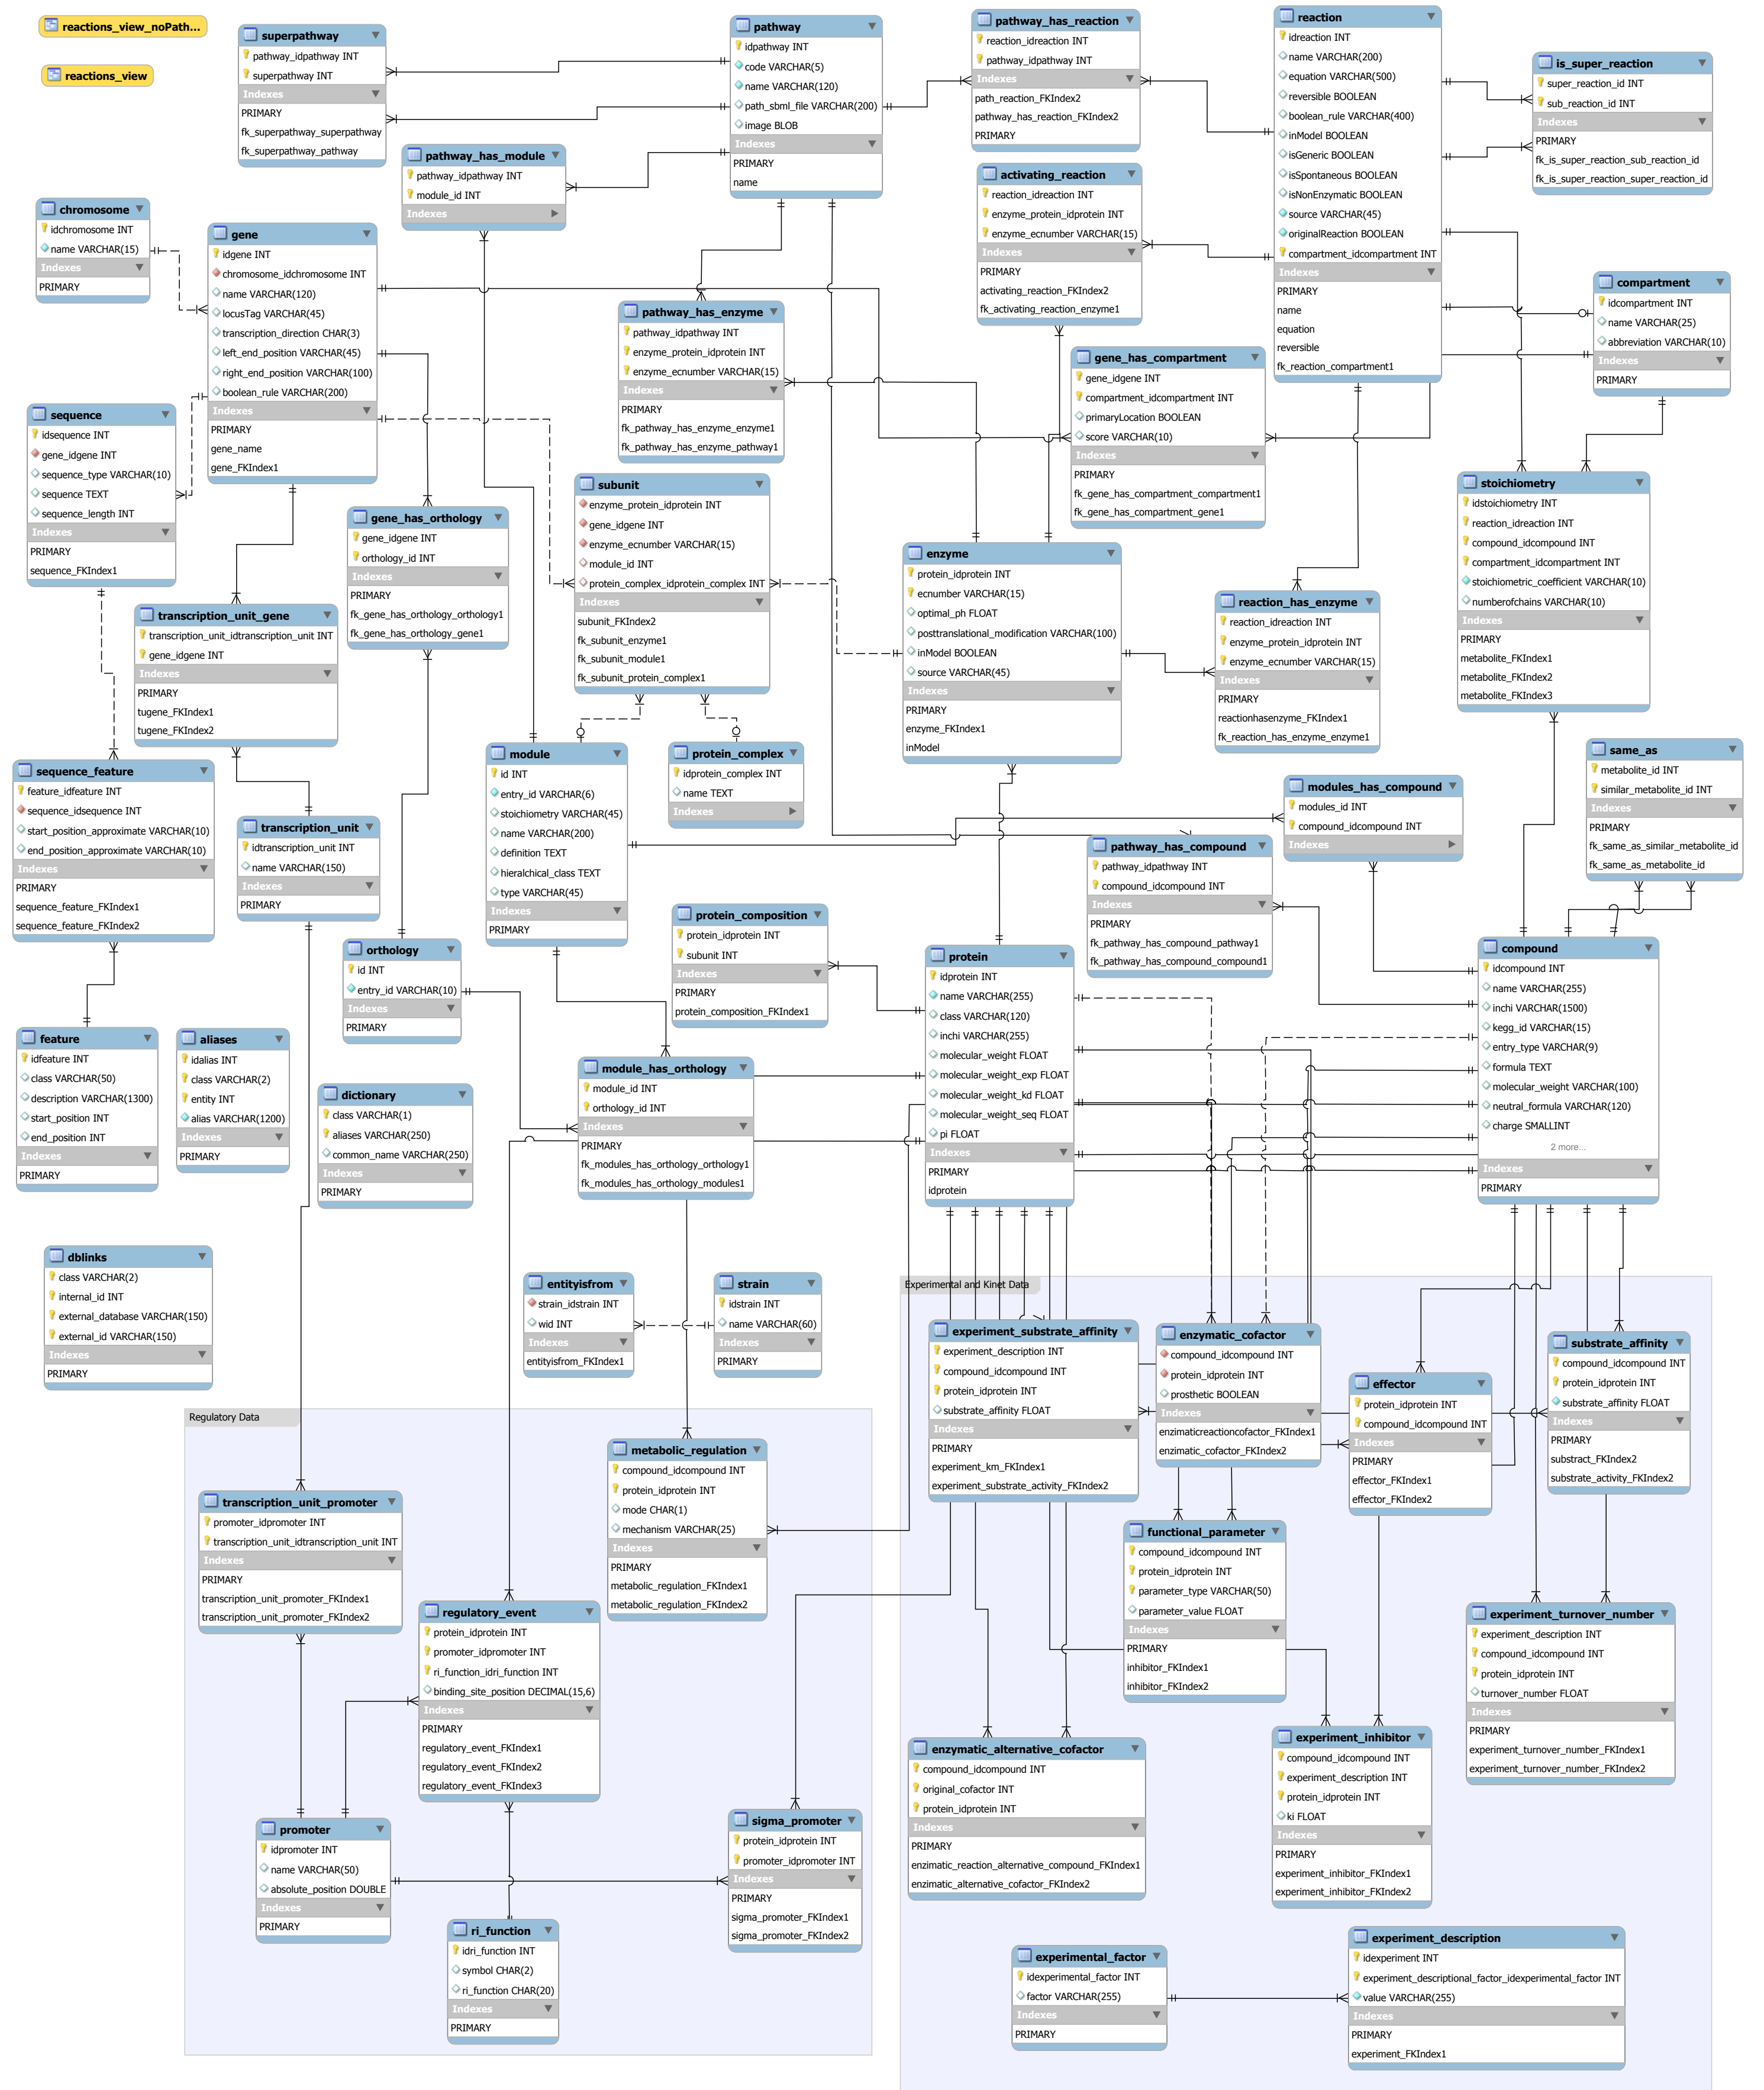 reactions_view_noPath...
reactions_view
superpathway
pathway_idpathway INT
superpathway INT
Indexes
PRIMARY
fk_superpathway_superpathway
fk_superpathway_pathway
pathway
idpathway INT
code VARCHAR(5)
name VARCHAR(120)
path_sbml_file VARCHAR(200)
image BLOB
Indexes
PRIMARY
name
pathway_has_reaction
reaction_idreaction INT
pathway_idpathway INT
Indexes
path_reaction_FKIndex2
pathway_has_reaction_FKIndex2
PRIMARY
reaction
idreaction INT
name VARCHAR(200)
equation VARCHAR(500)
reversible BOOLEAN
boolean_rule VARCHAR(400)
inModel BOOLEAN
isGeneric BOOLEAN
isSpontaneous BOOLEAN
isNonEnzymatic BOOLEAN
source VARCHAR(45)
originalReaction BOOLEAN
compartment_idcompartment INT
Indexes
PRIMARY
name
equation
reversible
fk_reaction_compartment1
is_super_reaction
super_reaction_id INT
sub_reaction_id INT
Indexes
PRIMARY
fk_is_super_reaction_sub_reaction_id
fk_is_super_reaction_super_reaction_id
pathway_has_module
pathway_idpathway INT
module_id INT
Indexes
activating_reaction
reaction_idreaction INT
enzyme_protein_idprotein INT
enzyme_ecnumber VARCHAR(15)
Indexes
PRIMARY
activating_reaction_FKIndex2
fk_activating_reaction_enzyme1
chromosome
idchromosome INT
name VARCHAR(15)
Indexes
PRIMARY
gene
idgene INT
chromosome_idchromosome INT
name VARCHAR(120)
locusTag VARCHAR(45)
transcription_direction CHAR(3)
left_end_position VARCHAR(45)
right_end_position VARCHAR(100)
boolean_rule VARCHAR(200)
Indexes
PRIMARY
gene_name
gene_FKIndex1
compartment
idcompartment INT
name VARCHAR(25)
abbreviation VARCHAR(10)
Indexes
PRIMARY
pathway_has_enzyme
pathway_idpathway INT
enzyme_protein_idprotein INT
enzyme_ecnumber VARCHAR(15)
Indexes
PRIMARY
fk_pathway_has_enzyme_enzyme1
fk_pathway_has_enzyme_pathway1
gene_has_compartment
gene_idgene INT
compartment_idcompartment INT
primaryLocation BOOLEAN
score VARCHAR(10)
Indexes
PRIMARY
fk_gene_has_compartment_compartment1
fk_gene_has_compartment_gene1
sequence
idsequence INT
gene_idgene INT
sequence_type VARCHAR(10)
sequence TEXT
sequence_length INT
Indexes
PRIMARY
sequence_FKIndex1
subunit
enzyme_protein_idprotein INT
gene_idgene INT
enzyme_ecnumber VARCHAR(15)
module_id INT
protein_complex_idprotein_complex INT
Indexes
subunit_FKIndex2
fk_subunit_enzyme1
fk_subunit_module1
fk_subunit_protein_complex1
stoichiometry
idstoichiometry INT
reaction_idreaction INT
compound_idcompound INT
compartment_idcompartment INT
stoichiometric_coefficient VARCHAR(10)
numberofchains VARCHAR(10)
Indexes
PRIMARY
metabolite_FKIndex1
metabolite_FKIndex2
metabolite_FKIndex3
gene_has_orthology
gene_idgene INT
orthology_id INT
Indexes
PRIMARY
fk_gene_has_orthology_orthology1
fk_gene_has_orthology_gene1
enzyme
protein_idprotein INT
ecnumber VARCHAR(15)
optimal_ph FLOAT
posttranslational_modification VARCHAR(100)
inModel BOOLEAN
source VARCHAR(45)
Indexes
PRIMARY
enzyme_FKIndex1
inModel
reaction_has_enzyme
reaction_idreaction INT
enzyme_protein_idprotein INT
enzyme_ecnumber VARCHAR(15)
Indexes
PRIMARY
reactionhasenzyme_FKIndex1
fk_reaction_has_enzyme_enzyme1
transcription_unit_gene
transcription_unit_idtranscription_unit INT
gene_idgene INT
Indexes
PRIMARY
tugene_FKIndex1
tugene_FKIndex2
module
id INT
entry_id VARCHAR(6)
stoichiometry VARCHAR(45)
name VARCHAR(200)
definition TEXT
hieralchical_class TEXT
type VARCHAR(45)
Indexes
PRIMARY
protein_complex
idprotein_complex INT
name TEXT
Indexes
same_as
metabolite_id INT
similar_metabolite_id INT
Indexes
PRIMARY
fk_same_as_similar_metabolite_id
fk_same_as_metabolite_id
sequence_feature
feature_idfeature INT
sequence_idsequence INT
start_position_approximate VARCHAR(10)
end_position_approximate VARCHAR(10)
Indexes
PRIMARY
sequence_feature_FKIndex1
sequence_feature_FKIndex2
modules_has_compound
modules_id INT
compound_idcompound INT
Indexes
transcription_unit
idtranscription_unit INT
name VARCHAR(150)
Indexes
PRIMARY
pathway_has_compound
pathway_idpathway INT
compound_idcompound INT
Indexes
PRIMARY
fk_pathway_has_compound_pathway1
fk_pathway_has_compound_compound1
protein_composition
protein_idprotein INT
subunit INT
Indexes
PRIMARY
protein_composition_FKIndex1
orthology
id INT
entry_id VARCHAR(10)
Indexes
PRIMARY
protein
idprotein INT
name VARCHAR(255)
class VARCHAR(120)
inchi VARCHAR(255)
molecular_weight FLOAT
molecular_weight_exp FLOAT
molecular_weight_kd FLOAT
molecular_weight_seq FLOAT
pi FLOAT
Indexes
PRIMARY
idprotein
compound
idcompound INT
name VARCHAR(255)
inchi VARCHAR(1500)
kegg_id VARCHAR(15)
entry_type VARCHAR(9)
formula TEXT
molecular_weight VARCHAR(100)
neutral_formula VARCHAR(120)
charge SMALLINT
2 more...
Indexes
PRIMARY
feature
idfeature INT
class VARCHAR(50)
description VARCHAR(1300)
start_position INT
end_position INT
Indexes
PRIMARY
aliases
idalias INT
class VARCHAR(2)
entity INT
alias VARCHAR(1200)
Indexes
PRIMARY
dictionary
class VARCHAR(1)
aliases VARCHAR(250)
common_name VARCHAR(250)
Indexes
PRIMARY
module_has_orthology
module_id INT
orthology_id INT
Indexes
PRIMARY
fk_modules_has_orthology_orthology1
fk_modules_has_orthology_modules1
dblinks
class VARCHAR(2)
internal_id INT
external_database VARCHAR(150)
external_id VARCHAR(150)
Indexes
PRIMARY
entityisfrom
strain_idstrain INT
wid INT
Indexes
entityisfrom_FKIndex1
strain
idstrain INT
name VARCHAR(60)
Indexes
PRIMARY
Experimental and Kinet Data
experiment_substrate_affinity
experiment_description INT
compound_idcompound INT
protein_idprotein INT
substrate_affinity FLOAT
Indexes
PRIMARY
experiment_km_FKIndex1
experiment_substrate_activity_FKIndex2
enzymatic_cofactor
compound_idcompound INT
protein_idprotein INT
prosthetic BOOLEAN
Indexes
enzimaticreactioncofactor_FKIndex1
enzimatic_cofactor_FKIndex2
effector
protein_idprotein INT
compound_idcompound INT
Indexes
PRIMARY
effector_FKIndex1
effector_FKIndex2
substrate_affinity
compound_idcompound INT
protein_idprotein INT
substrate_affinity FLOAT
Indexes
PRIMARY
substract_FKIndex2
substrate_activity_FKIndex2
Regulatory Data
metabolic_regulation
compound_idcompound INT
protein_idprotein INT
mode CHAR(1)
mechanism VARCHAR(25)
Indexes
PRIMARY
metabolic_regulation_FKIndex1
metabolic_regulation_FKIndex2
transcription_unit_promoter
promoter_idpromoter INT
transcription_unit_idtranscription_unit INT
Indexes
PRIMARY
transcription_unit_promoter_FKIndex1
transcription_unit_promoter_FKIndex2
functional_parameter
compound_idcompound INT
protein_idprotein INT
parameter_type VARCHAR(50)
parameter_value FLOAT
Indexes
PRIMARY
inhibitor_FKIndex1
inhibitor_FKIndex2
regulatory_event
protein_idprotein INT
promoter_idpromoter INT
ri_function_idri_function INT
binding_site_position DECIMAL(15,6)
Indexes
PRIMARY
regulatory_event_FKIndex1
regulatory_event_FKIndex2
regulatory_event_FKIndex3
experiment_turnover_number
experiment_description INT
compound_idcompound INT
protein_idprotein INT
turnover_number FLOAT
Indexes
PRIMARY
experiment_turnover_number_FKIndex1
experiment_turnover_number_FKIndex2
enzymatic_alternative_cofactor
compound_idcompound INT
original_cofactor INT
protein_idprotein INT
Indexes
PRIMARY
enzimatic_reaction_alternative_compound_FKIndex1
enzimatic_alternative_cofactor_FKIndex2
experiment_inhibitor
compound_idcompound INT
experiment_description INT
protein_idprotein INT
ki FLOAT
Indexes
PRIMARY
experiment_inhibitor_FKIndex1
experiment_inhibitor_FKIndex2
promoter
idpromoter INT
name VARCHAR(50)
absolute_position DOUBLE
Indexes
PRIMARY
sigma_promoter
protein_idprotein INT
promoter_idpromoter INT
Indexes
PRIMARY
sigma_promoter_FKIndex1
sigma_promoter_FKIndex2
ri_function
idri_function INT
symbol CHAR(2)
ri_function CHAR(20)
Indexes
PRIMARY
experimental_factor
idexperimental_factor INT
factor VARCHAR(255)
Indexes
PRIMARY
experiment_description
idexperiment INT
experiment_descriptional_factor_idexperimental_factor INT
value VARCHAR(255)
Indexes
PRIMARY
experiment_FKIndex1